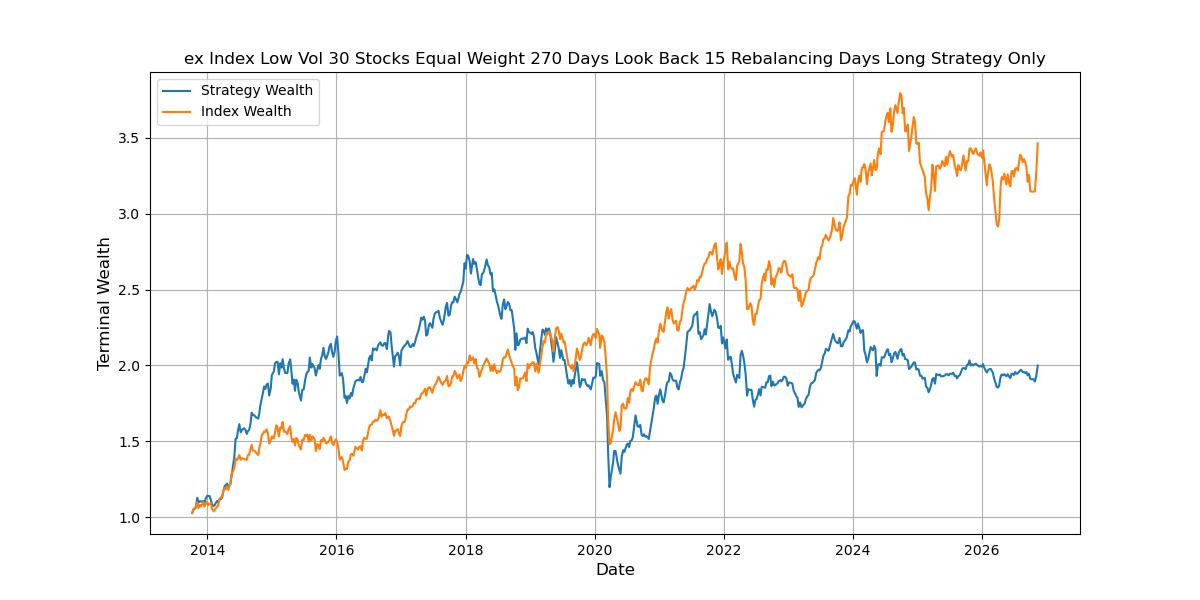 ex Index Low Vol 30 Stocks Equal Weight 270 Days Look Back 15 Rebalancing Days Long Strategy Only
Strategy Wealth
Index Wealth
Terminal Wealth
3.5
3.0
2.5
2.0
1.5
1.0
2014 2016 2018 2020 2022 2024 2026
Date